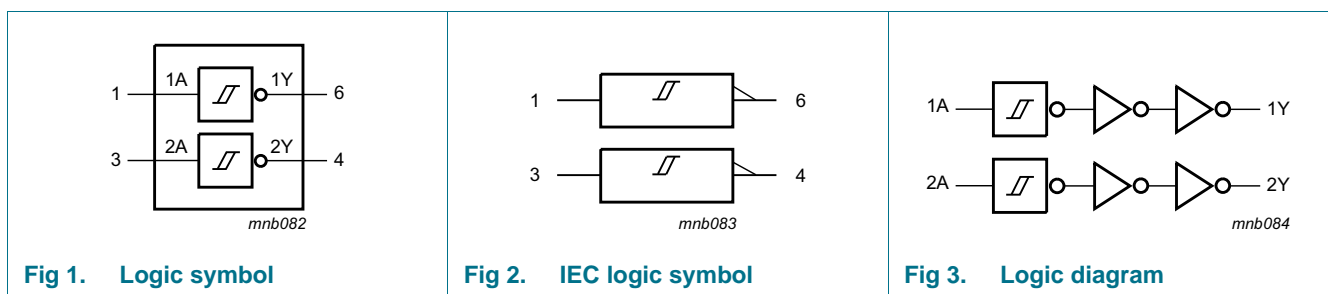 1
1A
1Y
6
3
2A
2Y
4
mnb082
Fig 1. Logic symbol
1
6
3
4
mnb083
Fig 2. IEC logic symbol
1A
1Y
2A
2Y
mnb084
Fig 3. Logic diagram